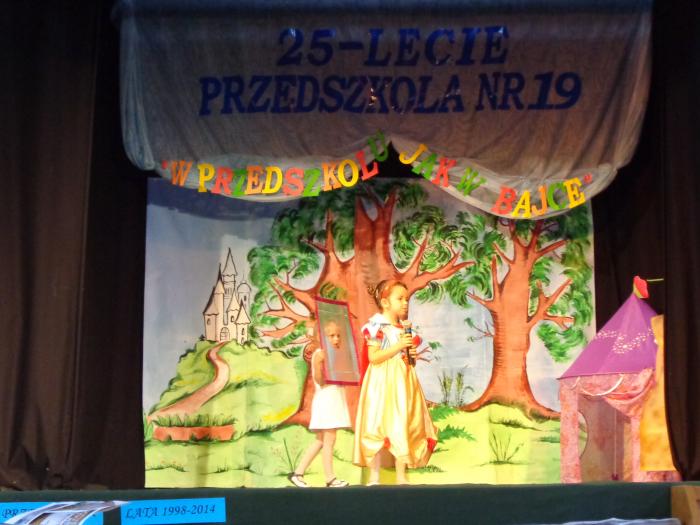 25-LECIE
PRZEDSZKOLA NR 19
"W PRZEDSZKOLU JAK W BAJCE"
LATA 1998-2014